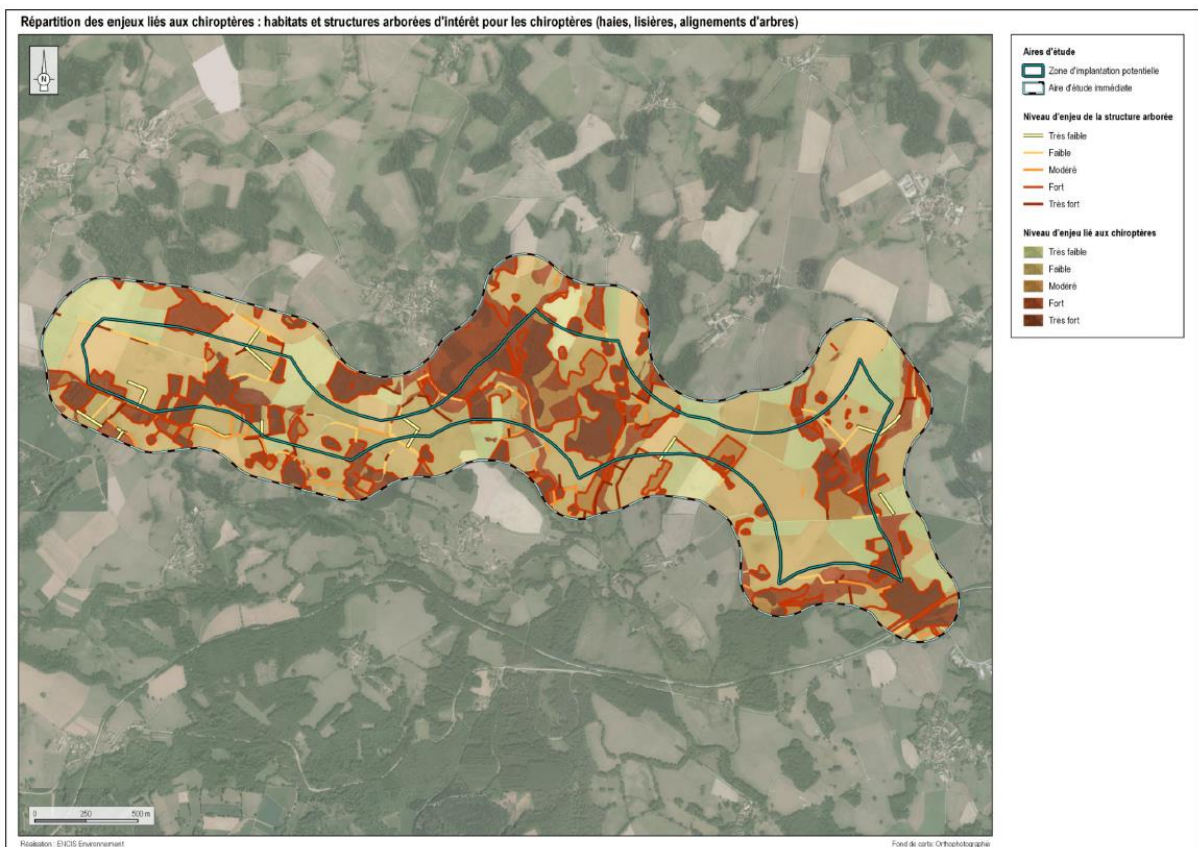 Répartition des enjeux liés aux chiroptères : habitats et structures arborées d'intérêt pour les chiroptères (haies, lisières, alignements d'arbres)
N
Aires d'étude
Zone d'implantation potentielle
Aire d'étude immédiate
Niveau d'enjeu de la structure arborée
Très faible
Faible
Modéré
Fort
Très fort
Niveau d'enjeu lié aux chiroptères
Très faible
Faible
Modéré
Fort
Très fort
0 250 500 m
Réalisation : ENCIS Environnement
Fond de carte: Orthophotographie